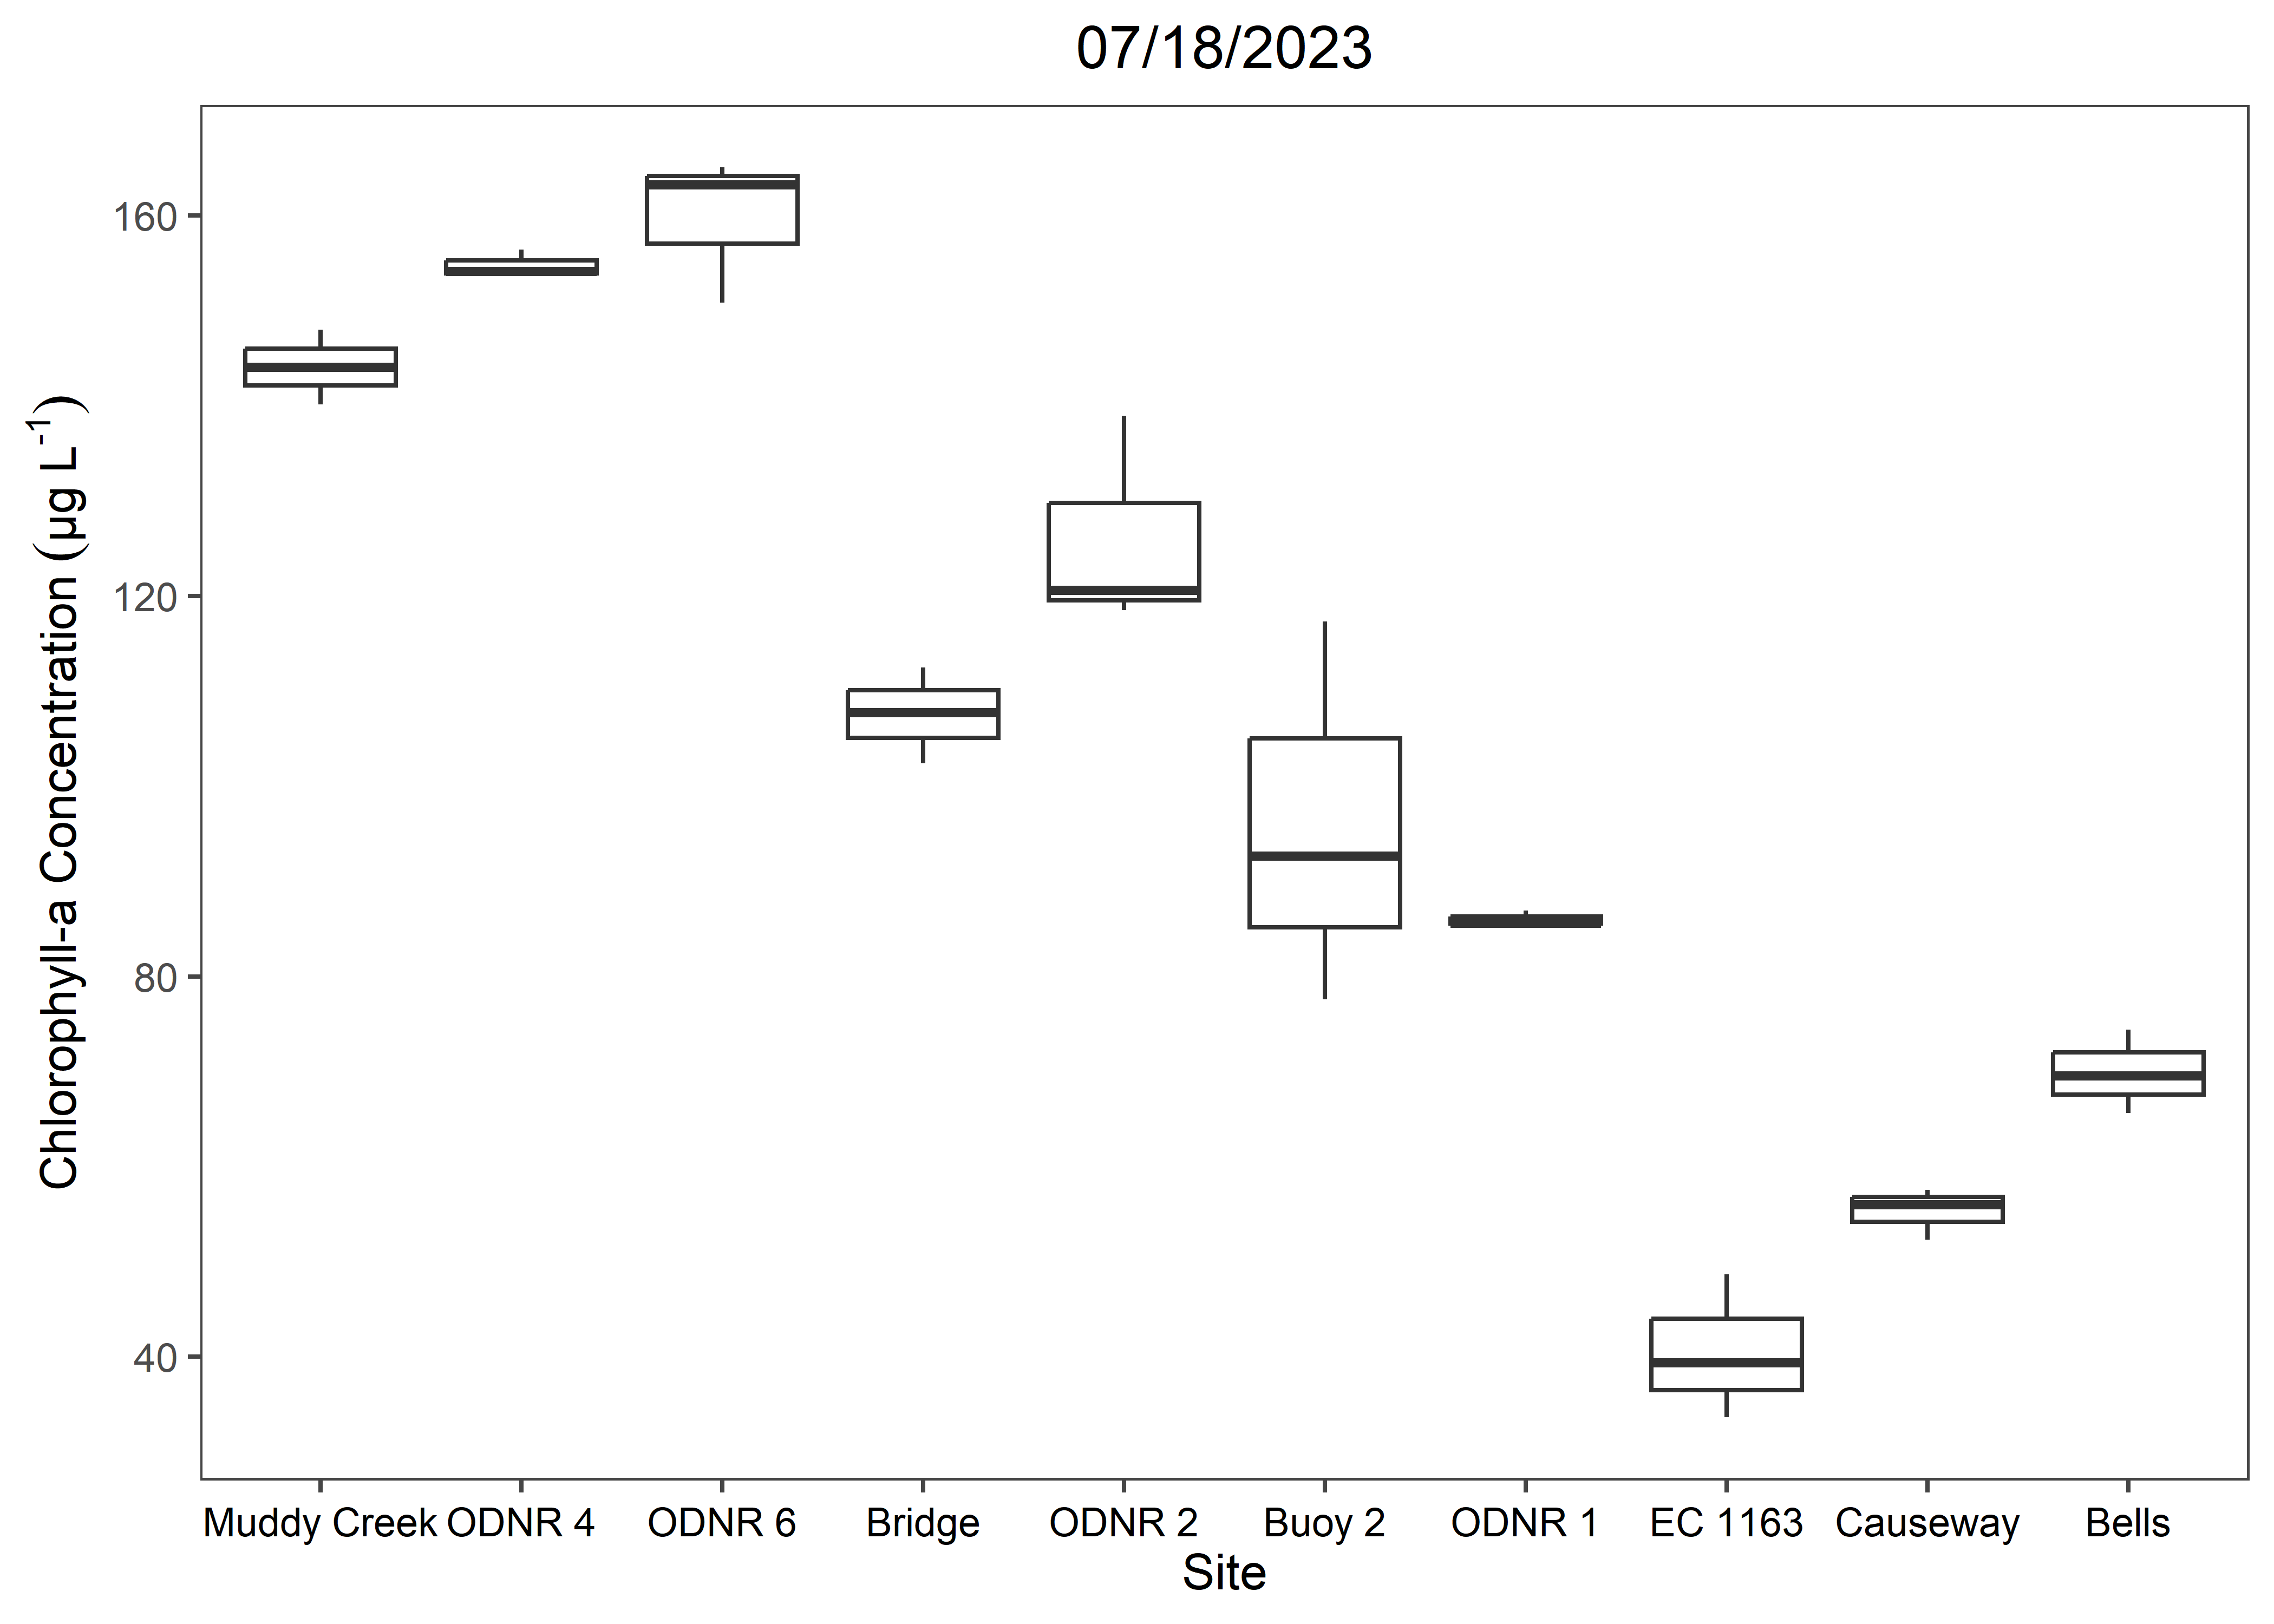 07/18/2023
Chlorophyll-a Concentration (µg L⁻¹)
160
120
80
40
Muddy Creek ODNR 4 ODNR 6 Bridge ODNR 2 Buoy 2 ODNR 1 EC 1163 Causeway Bells
Site